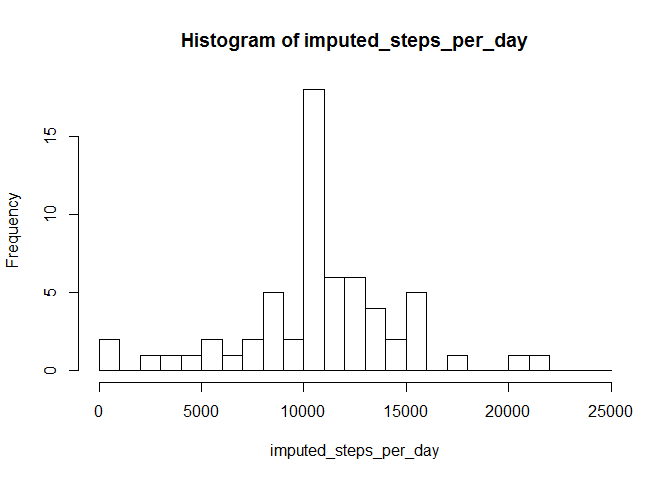 Histogram of imputed_steps_per_day
Frequency
15
10
5
0
0 5000 10000 15000 20000 25000
imputed_steps_per_day